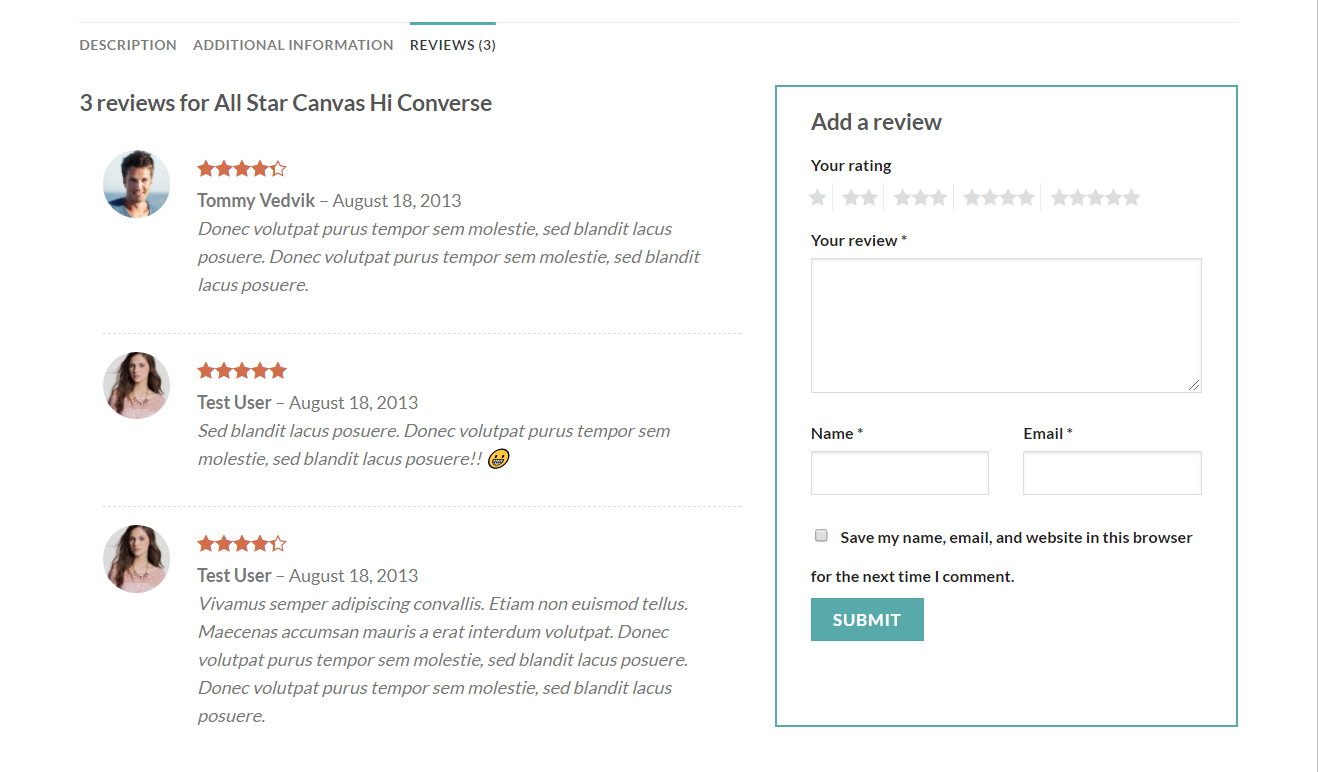 DESCRIPTION ADDITIONAL INFORMATION REVIEWS (3)
3 reviews for All Star Canvas Hi Converse
Tommy Vedvik – August 18, 2013
Donec volutpat purus tempor sem molestie, sed blandit lacus
posuere. Donec volutpat purus tempor sem molestie, sed blandit
lacus posuere.
Test User – August 18, 2013
Sed blandit lacus posuere. Donec volutpat purus tempor sem
molestie, sed blandit lacus posuere!! 😀
Test User – August 18, 2013
Vivamus semper adipiscing convallis. Etiam non euismod tellus.
Maecenas accumsan mauris a erat interdum volutpat. Donec
volutpat purus tempor sem molestie, sed blandit lacus posuere.
Donec volutpat purus tempor sem molestie, sed blandit lacus
posuere.
Add a review
Your rating
Your review *
Name * Email *
Save my name, email, and website in this browser
for the next time I comment.
SUBMIT